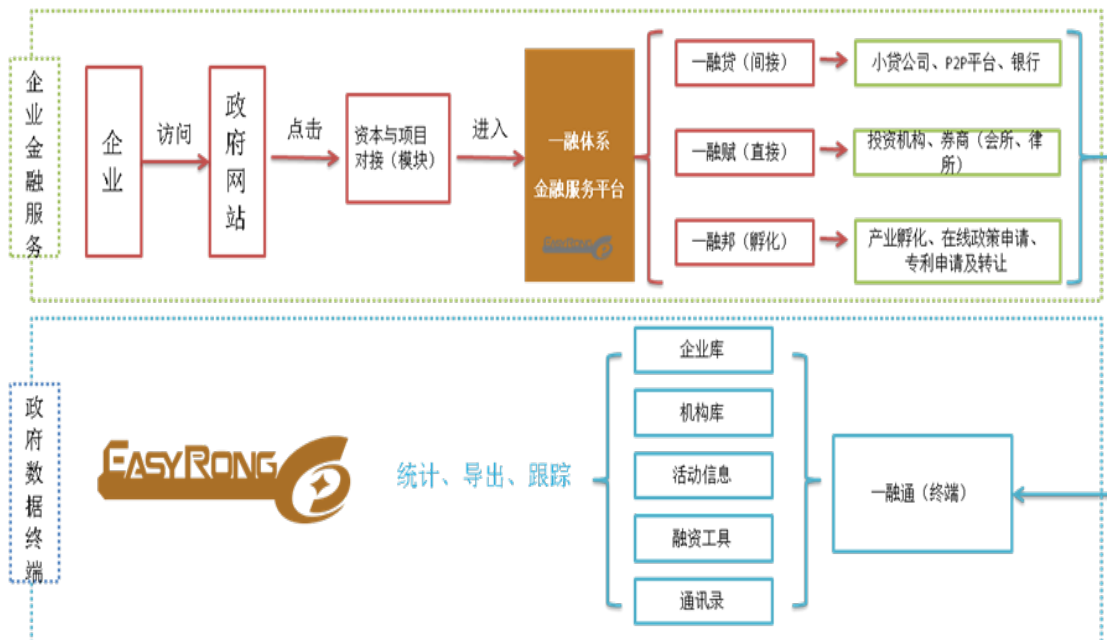 企业金融服务
企业
访问
政府网站
点击
资本与项目
对接（模块）
进入
一融体系
金融服务平台
EASYRONG
一融贷（间接）
小贷公司、P2P平台、银行
一融赋（直接）
投资机构、券商（会所、律
所）
一融邦（孵化）
产业孵化、在线政策申请、
专利申请及转让
政府数据终端
EASYRONG
统计、导出、跟踪
企业库
机构库
活动信息
融资工具
通讯录
一融通（终端）